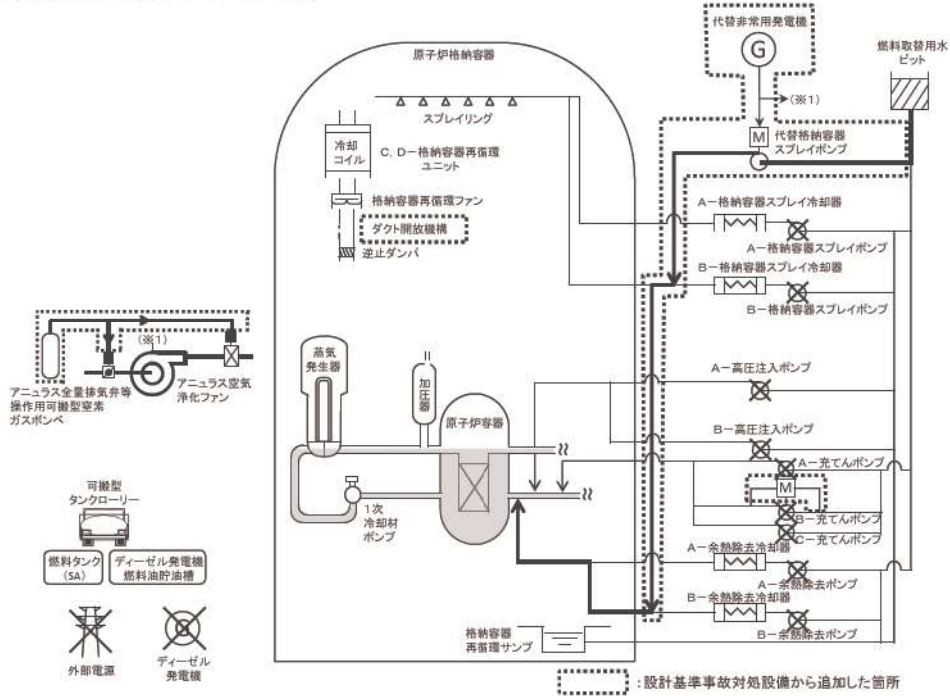 代替非常用発電機
G
(※1)
燃料取替用水
ピット
M
代替格納容器
スプレイポンプ
原子炉格納容器
スプレイリング
冷却
コイル
C, D－格納容器再循環
ユニット
格納容器再循環ファン
ダクト開放機構
逆止ダンパ
A－格納容器スプレイ冷却器
A－格納容器スプレイポンプ
B－格納容器スプレイ冷却器
B－格納容器スプレイポンプ
(※1)
アニュラス全量排気弁等
操作用可搬型窒素
ガスボンベ
アニュラス空気
浄化ファン
蒸気
発生器
加圧器
原子炉容器
1次
冷却材
ポンプ
A－高圧注入ポンプ
B－高圧注入ポンプ
A－充てんポンプ
M
B－充てんポンプ
C－充てんポンプ
A－余熱除去冷却器
A－余熱除去ポンプ
B－余熱除去冷却器
B－余熱除去ポンプ
格納容器
再循環サンプ
可搬型
タンクローリー
燃料タンク
(SA)
ディーゼル発電機
燃料油貯油槽
外部電源
ディーゼル
発電機
：設計基準事故対処設備から追加した箇所